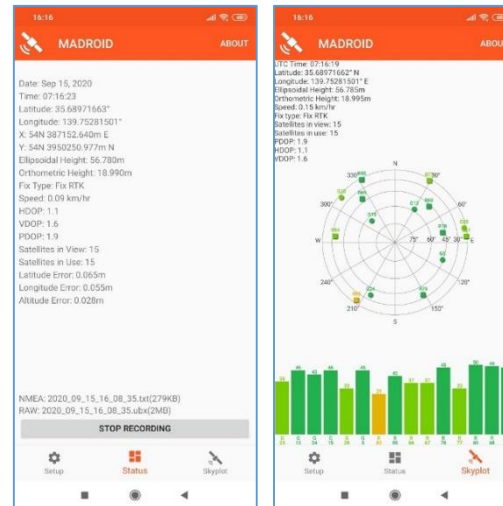 16:16
MADROID
ABOUT
Date: Sep 15, 2020
Time: 07:16:23
Latitude: 35.68971663°
Longitude: 139.75281501°
X: 54N 387152.640m E
Y: 54N 3950250.977m N
Ellipsoidal Height: 56.780m
Orthometric Height: 18.990m
Fix Type: Fix RTK
Speed: 0.09 km/hr
HDOP: 1.1
VDOP: 1.6
PDOP: 1.9
Satellites in View: 15
Satellites in Use: 15
Latitude Error: 0.065m
Longitude Error: 0.055m
Altitude Error: 0.028m
NMEA: 2020_09_15_16_08_35.txt(279KB)
RAW: 2020_09_15_16_08_35.ubx(2MB)
STOP RECORDING
Setup
Status
Skyplot
16:16
MADROID
ABOUT
UTC Time: 07:16:19
Latitude: 35.68971662° N
Longitude: 139.75281501° E
Ellipsoidal Height: 56.785m
Orthometric Height: 18.995m
Speed: 0.15 km/hr
Fix type: Fix RTK
Satellites in view: 15
Satellites in use: 15
PDOP: 1.9
HDOP: 1.1
VDOP: 1.6
N
330°
30°
300°
60°
W
75°
60°
45°
30°
E
240°
120°
210°
150°
S
Setup
Status
Skyplot